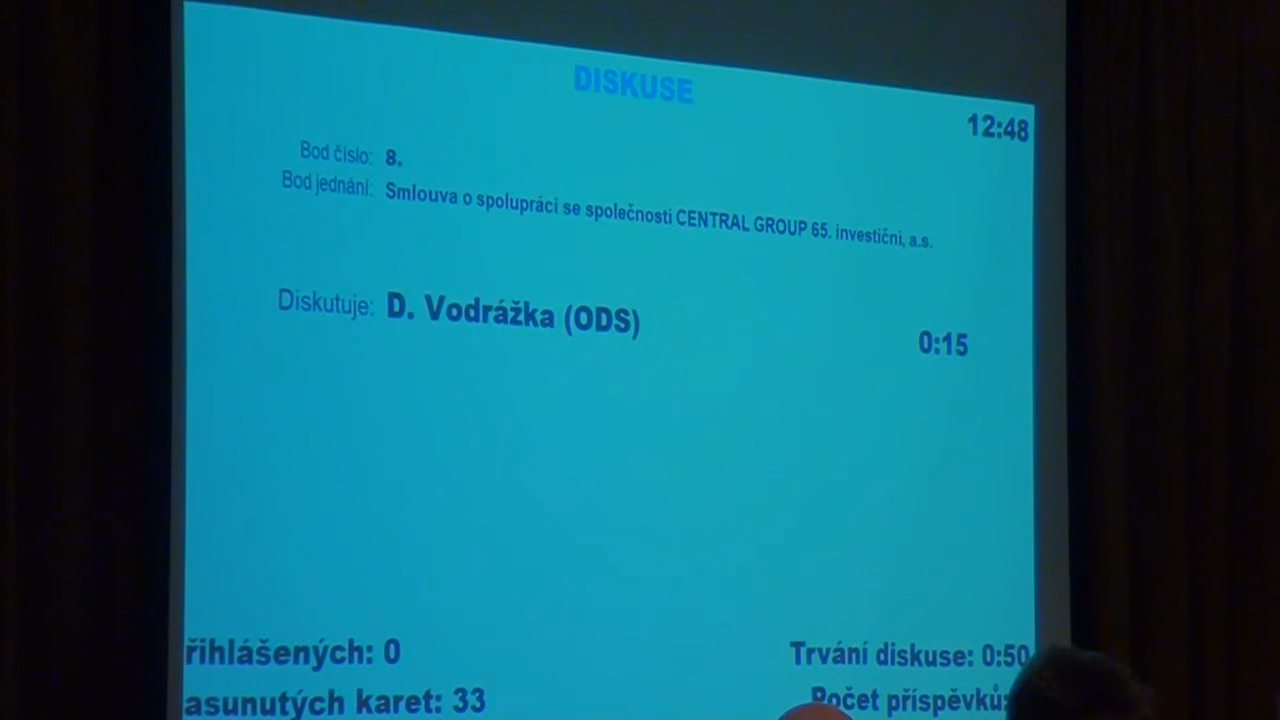 DISKUSE
12:48
Bod číslo: 8.
Bod jednání: Smlouva o spolupráci se společností CENTRAL GROUP 65. investiční, a.s.
Diskutuje: D. Vodrážka (ODS)
0:15
řihlášených: 0
Trvání diskuse: 0:50
asunutých karet: 33
Počet příspěvků: